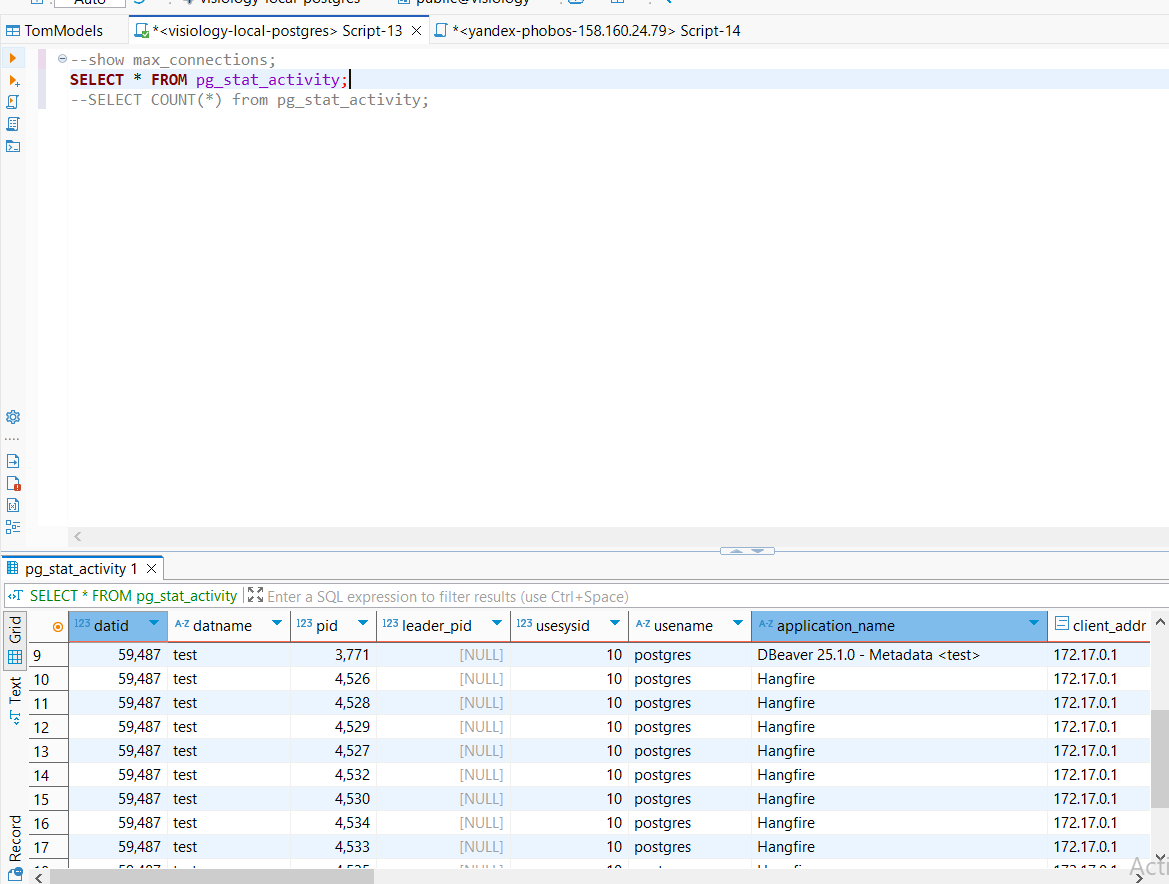 Auto visiology-local-postgres public@visiology
TomModels *<visiology-local-postgres> Script-13 *<yandex-phobos-158.160.24.79> Script-14
--show max_connections;
SELECT * FROM pg_stat_activity;
--SELECT COUNT(*) from pg_stat_activity;
pg_stat_activity 1
SELECT * FROM pg_stat_activity Enter a SQL expression to filter results (use Ctrl+Space)
Grid
Text
Record
123 datid A-Z datname 123 pid 123 leader_pid 123 usesysid A-Z usename A-Z application_name client_addr
9 59,487 test 3,771 [NULL] 10 postgres DBeaver 25.1.0 - Metadata <test> 172.17.0.1
10 59,487 test 4,526 [NULL] 10 postgres Hangfire 172.17.0.1
11 59,487 test 4,528 [NULL] 10 postgres Hangfire 172.17.0.1
12 59,487 test 4,529 [NULL] 10 postgres Hangfire 172.17.0.1
13 59,487 test 4,527 [NULL] 10 postgres Hangfire 172.17.0.1
14 59,487 test 4,532 [NULL] 10 postgres Hangfire 172.17.0.1
15 59,487 test 4,530 [NULL] 10 postgres Hangfire 172.17.0.1
16 59,487 test 4,534 [NULL] 10 postgres Hangfire 172.17.0.1
17 59,487 test 4,533 [NULL] 10 postgres Hangfire 172.17.0.1